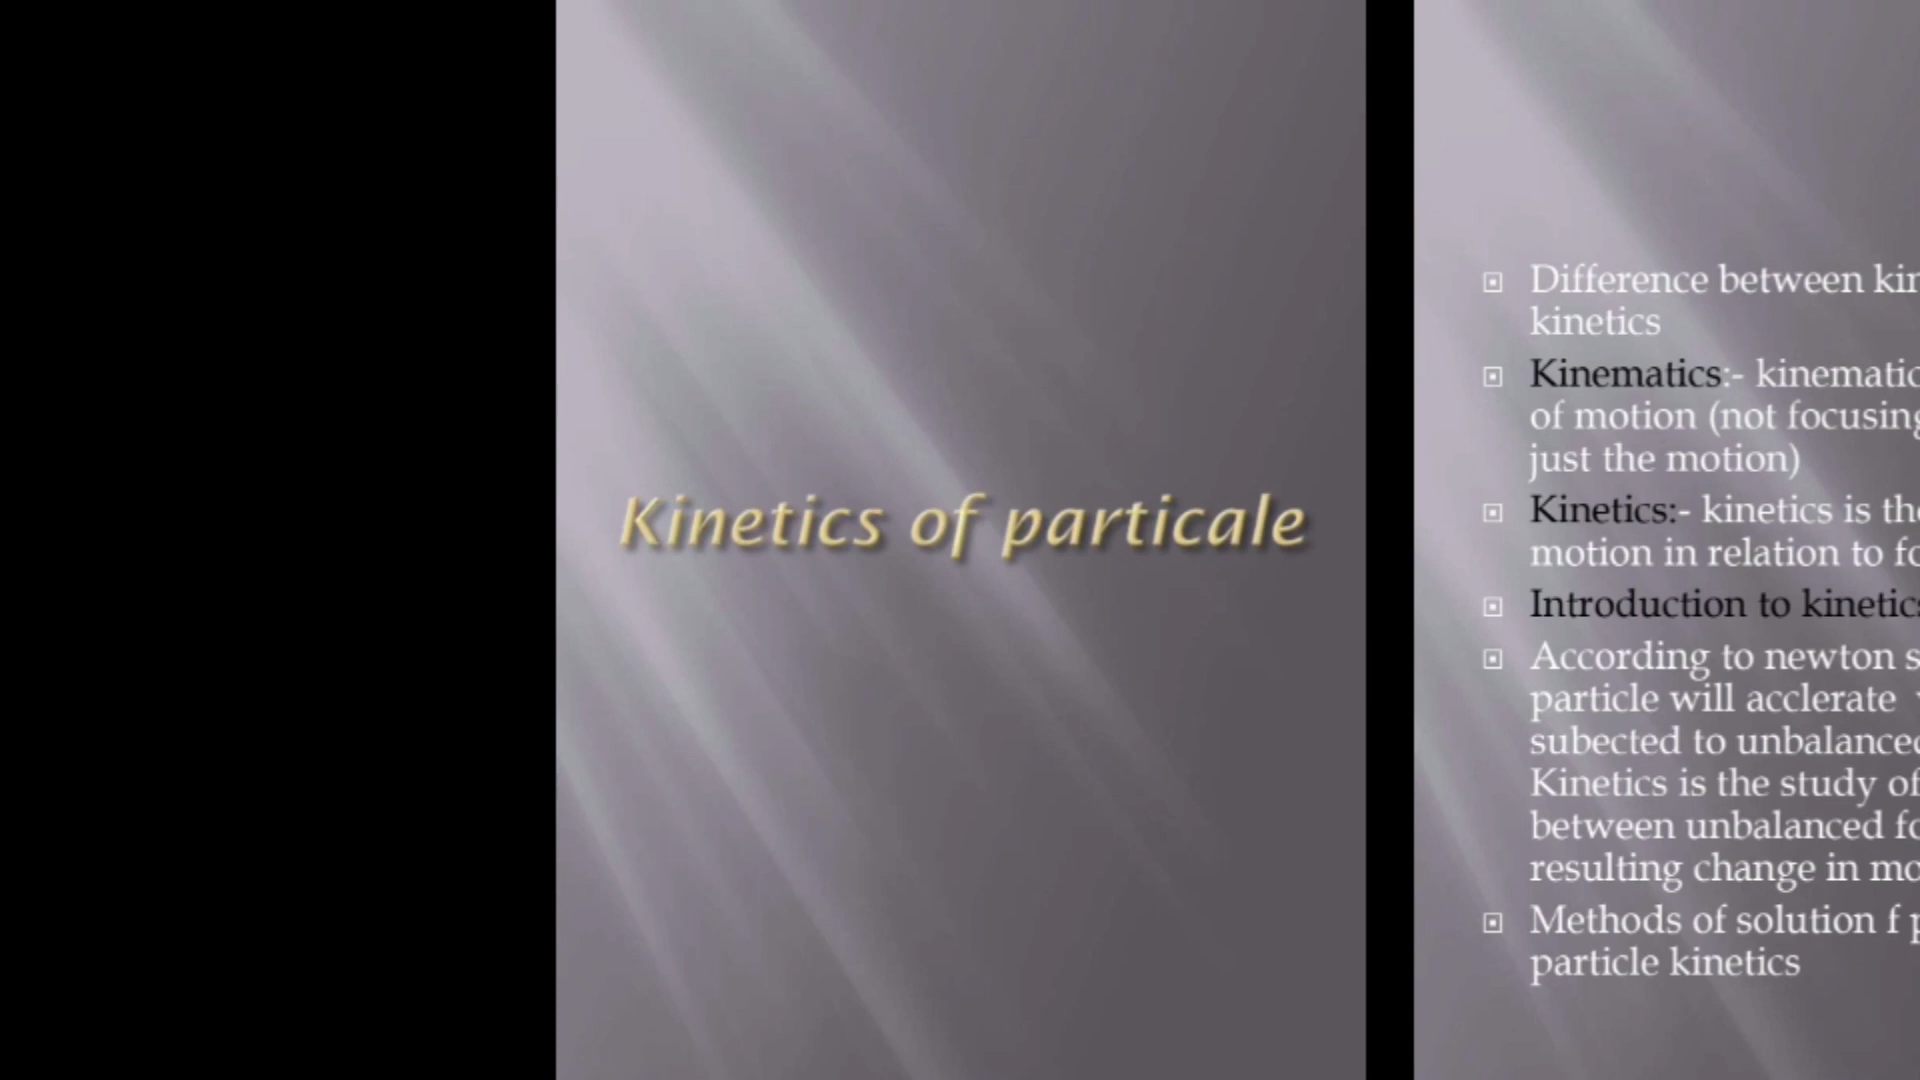 Kinetics of particale
Difference between kin
kinetics
Kinematics:- kinematic
of motion (not focusing
just the motion)
Kinetics:- kinetics is the
motion in relation to fo
Introduction to kinetics
According to newton s
particle will acclerate
subected to unbalanced
Kinetics is the study of
between unbalanced fo
resulting change in mo
Methods of solution f p
particle kinetics